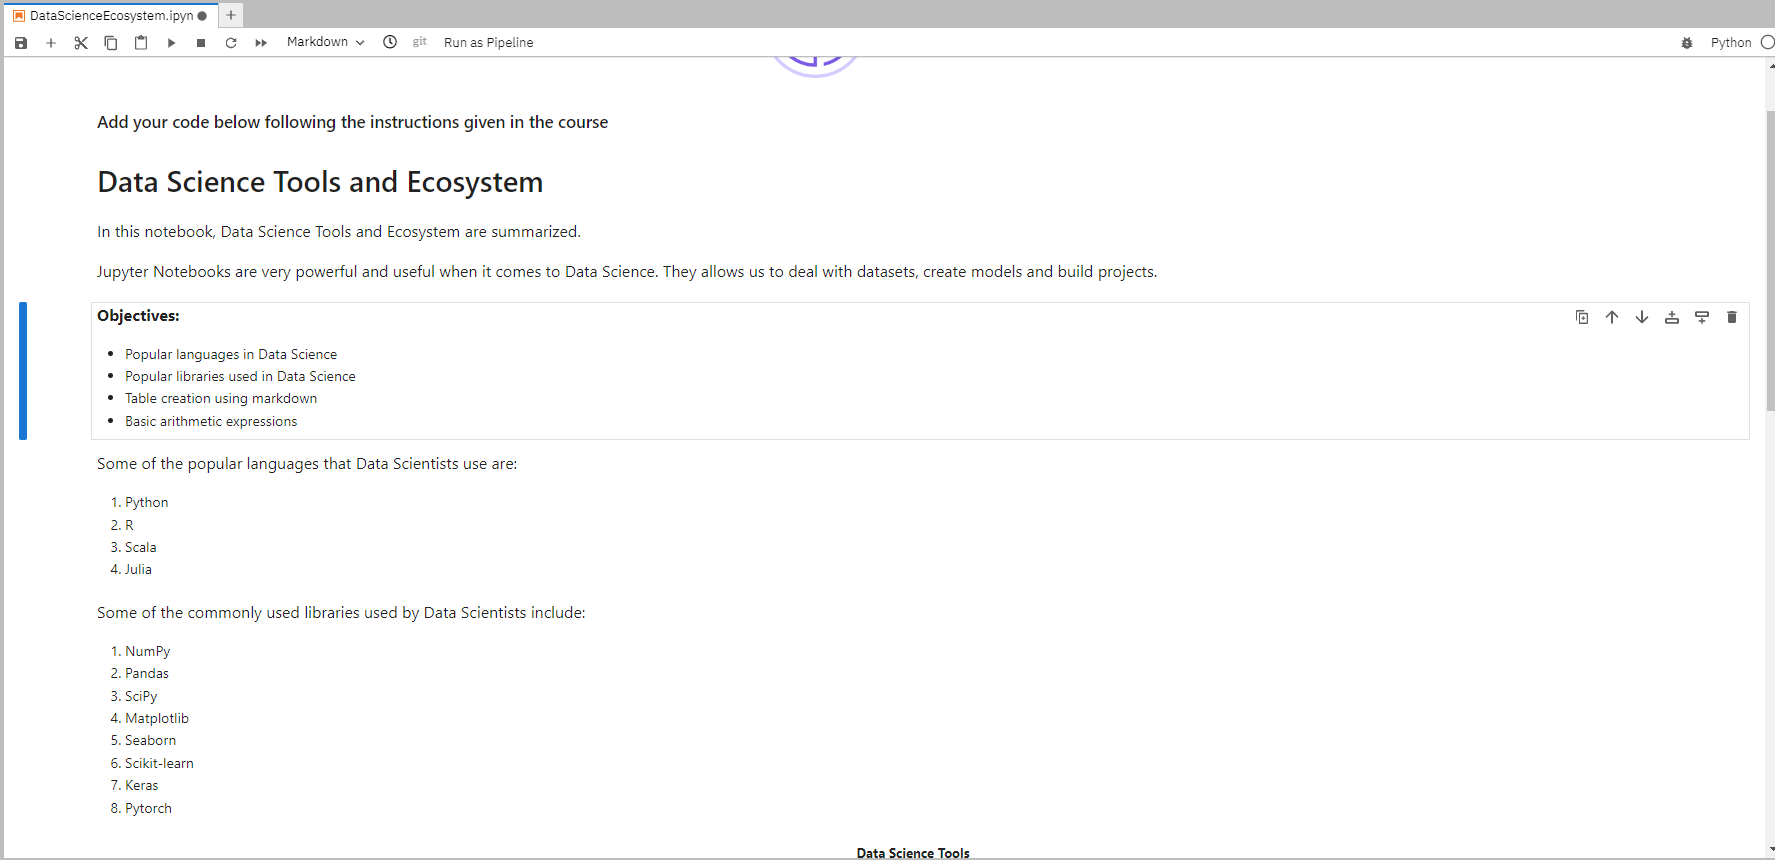 DataScienceEcosystem.ipyn
Markdown git Run as Pipeline Python
Add your code below following the instructions given in the course
Data Science Tools and Ecosystem
In this notebook, Data Science Tools and Ecosystem are summarized.
Jupyter Notebooks are very powerful and useful when it comes to Data Science. They allows us to deal with datasets, create models and build projects.
Objectives:
• Popular languages in Data Science
• Popular libraries used in Data Science
• Table creation using markdown
• Basic arithmetic expressions
Some of the popular languages that Data Scientists use are:
1. Python
2. R
3. Scala
4. Julia
Some of the commonly used libraries used by Data Scientists include:
1. NumPy
2. Pandas
3. SciPy
4. Matplotlib
5. Seaborn
6. Scikit-learn
7. Keras
8. Pytorch
Data Science Tools